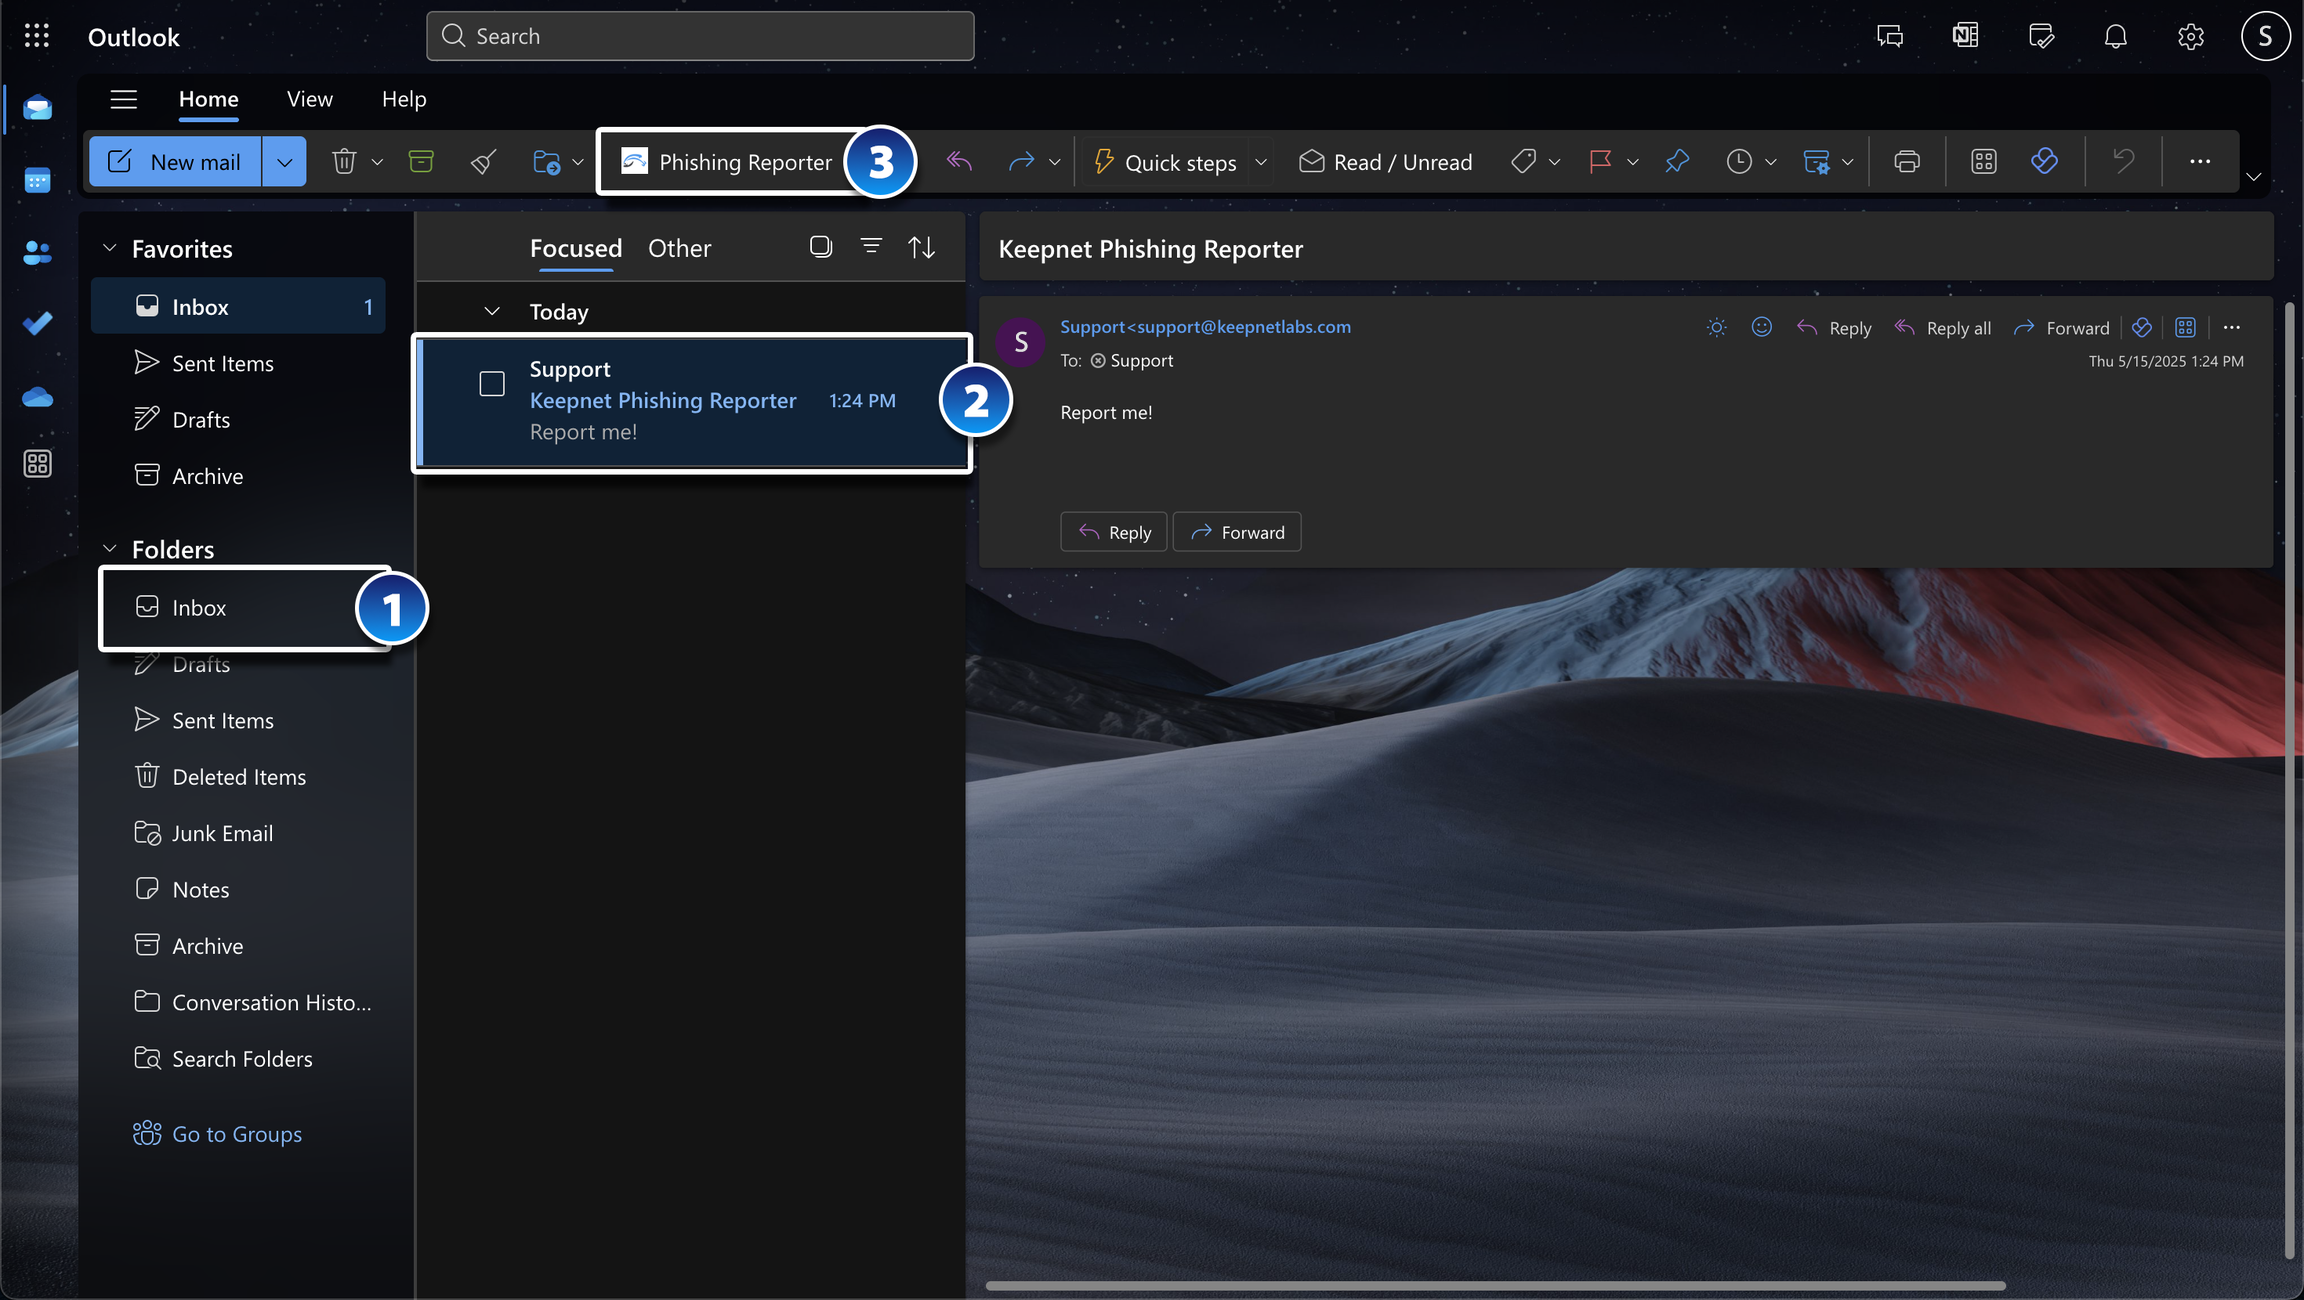 Outlook
Search
S
Home View Help
New mail
Phishing Reporter
3
Quick steps
Read / Unread
Favorites
Inbox 1
Sent Items
Drafts
Archive
Folders
Inbox
1
Drafts
Sent Items
Deleted Items
Junk Email
Notes
Archive
Conversation Histo...
Search Folders
Go to Groups
Focused Other
Today
Support
Keepnet Phishing Reporter 1:24 PM
Report me!
2
Keepnet Phishing Reporter
S
Support<support@keepnetlabs.com
Reply Reply all Forward
To: Support
Thu 5/15/2025 1:24 PM
Report me!
Reply Forward